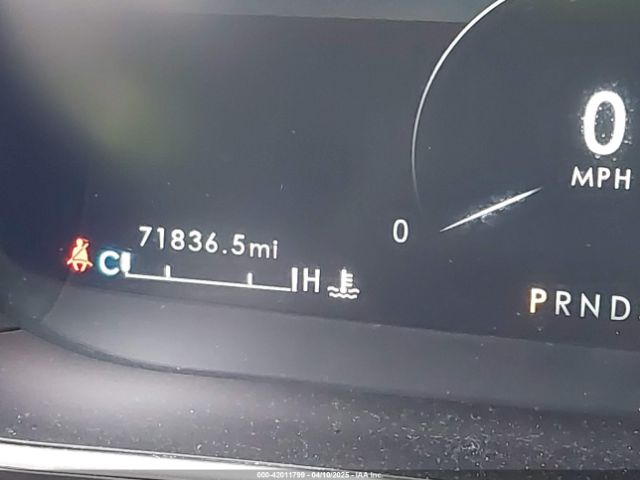 0
MPH
71836.5mi
0
C H
PRND
000-42011799 - 04/10/2025 - IAA Inc.